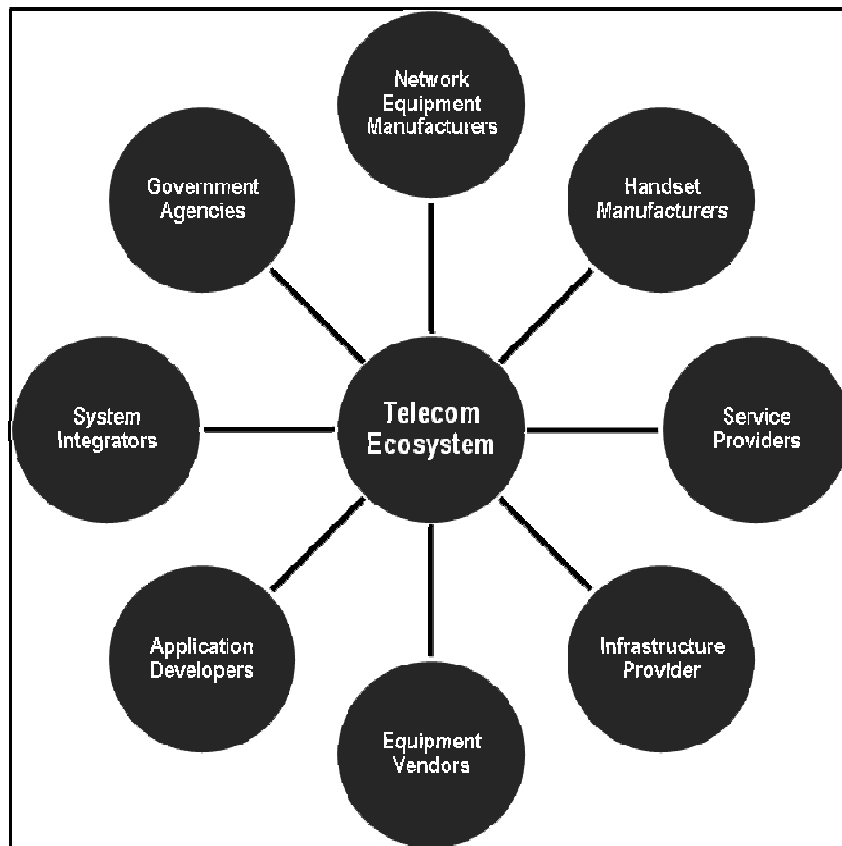 Network
Equipment
Manufacturers
Government
Agencies
Handset
Manufacturers
System
Integrators
Telecom
Ecosystem
Service
Providers
Application
Developers
Infrastructure
Provider
Equipment
Vendors